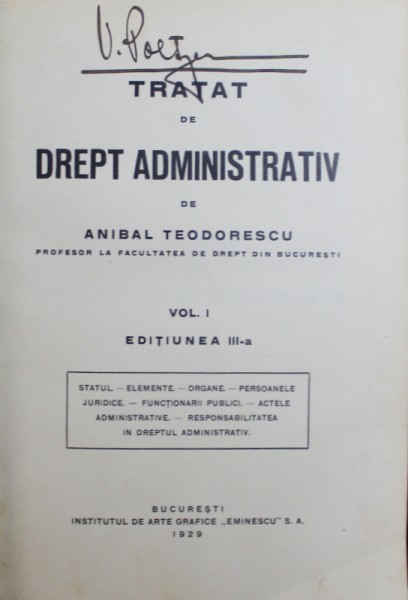 TRATAT
DE
DREPT ADMINISTRATIV
DE
ANIBAL TEODORESCU
PROFESOR LA FACULTATEA DE DREPT DIN BUCUREȘTI
VOL. I
EDIȚIUNEA III-a
STATUL. — ELEMENTE. — ORGANE. — PERSOANELE
JURIDICE. — FUNCȚIONARII PUBLICI. — ACTELE
ADMINISTRATIVE. — RESPONSABILITATEA
IN DREPTUL ADMINISTRATIV.
BUCUREȘTI
INSTITUTUL DE ARTE GRAFICE „EMINESCU" S. A.
1929